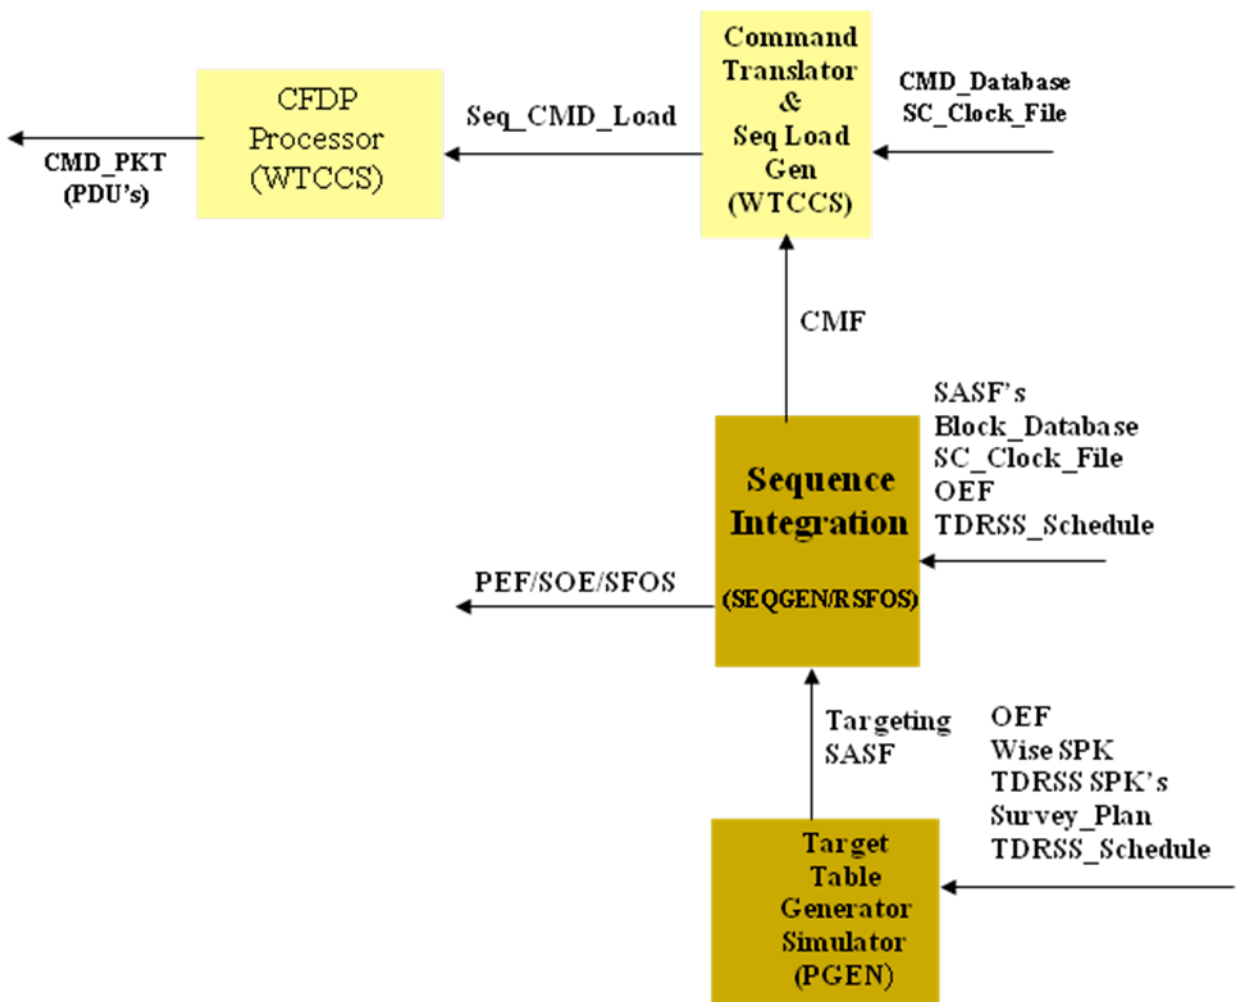 Command
Translator
&
Seq Load
Gen
(WTCCS)
CMD_Database
SC_Clock_File
CFDP
Processor
(WTCCS)
Seq_CMD_Load
CMD_PKT
(PDU's)
CMF
SASF's
Block_Database
SC_Clock_File
OEF
TDRSS_Schedule
Sequence
Integration
(SEQGEN/RSFOS)
PEF/SOE/SFOS
Targeting
SASF
OEF
Wise SPK
TDRSS SPK's
Survey_Plan
TDRSS_Schedule
Target
Table
Generator
Simulator
(PGEN)